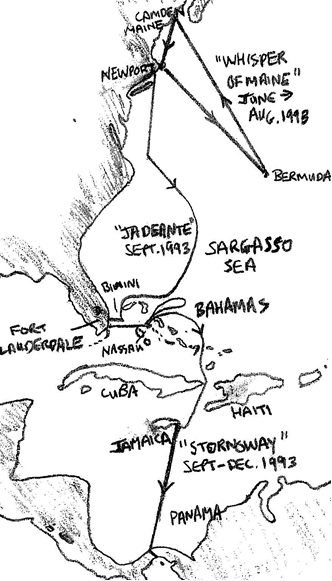 CAMDEN
MAINE
NEWPORT
"WHISPER
OF MAINE"
JUNE →
AUG. 1993
BERMUDA
"JADEANTE"
SEPT. 1993
SARGASSO
SEA
BIMINI
BAHAMAS
FORT
LAUDERDALE
NASSAU
CUBA
HAITI
JAMAICA
"STORNOWAY"
SEPT-DEC. 1993
PANAMA